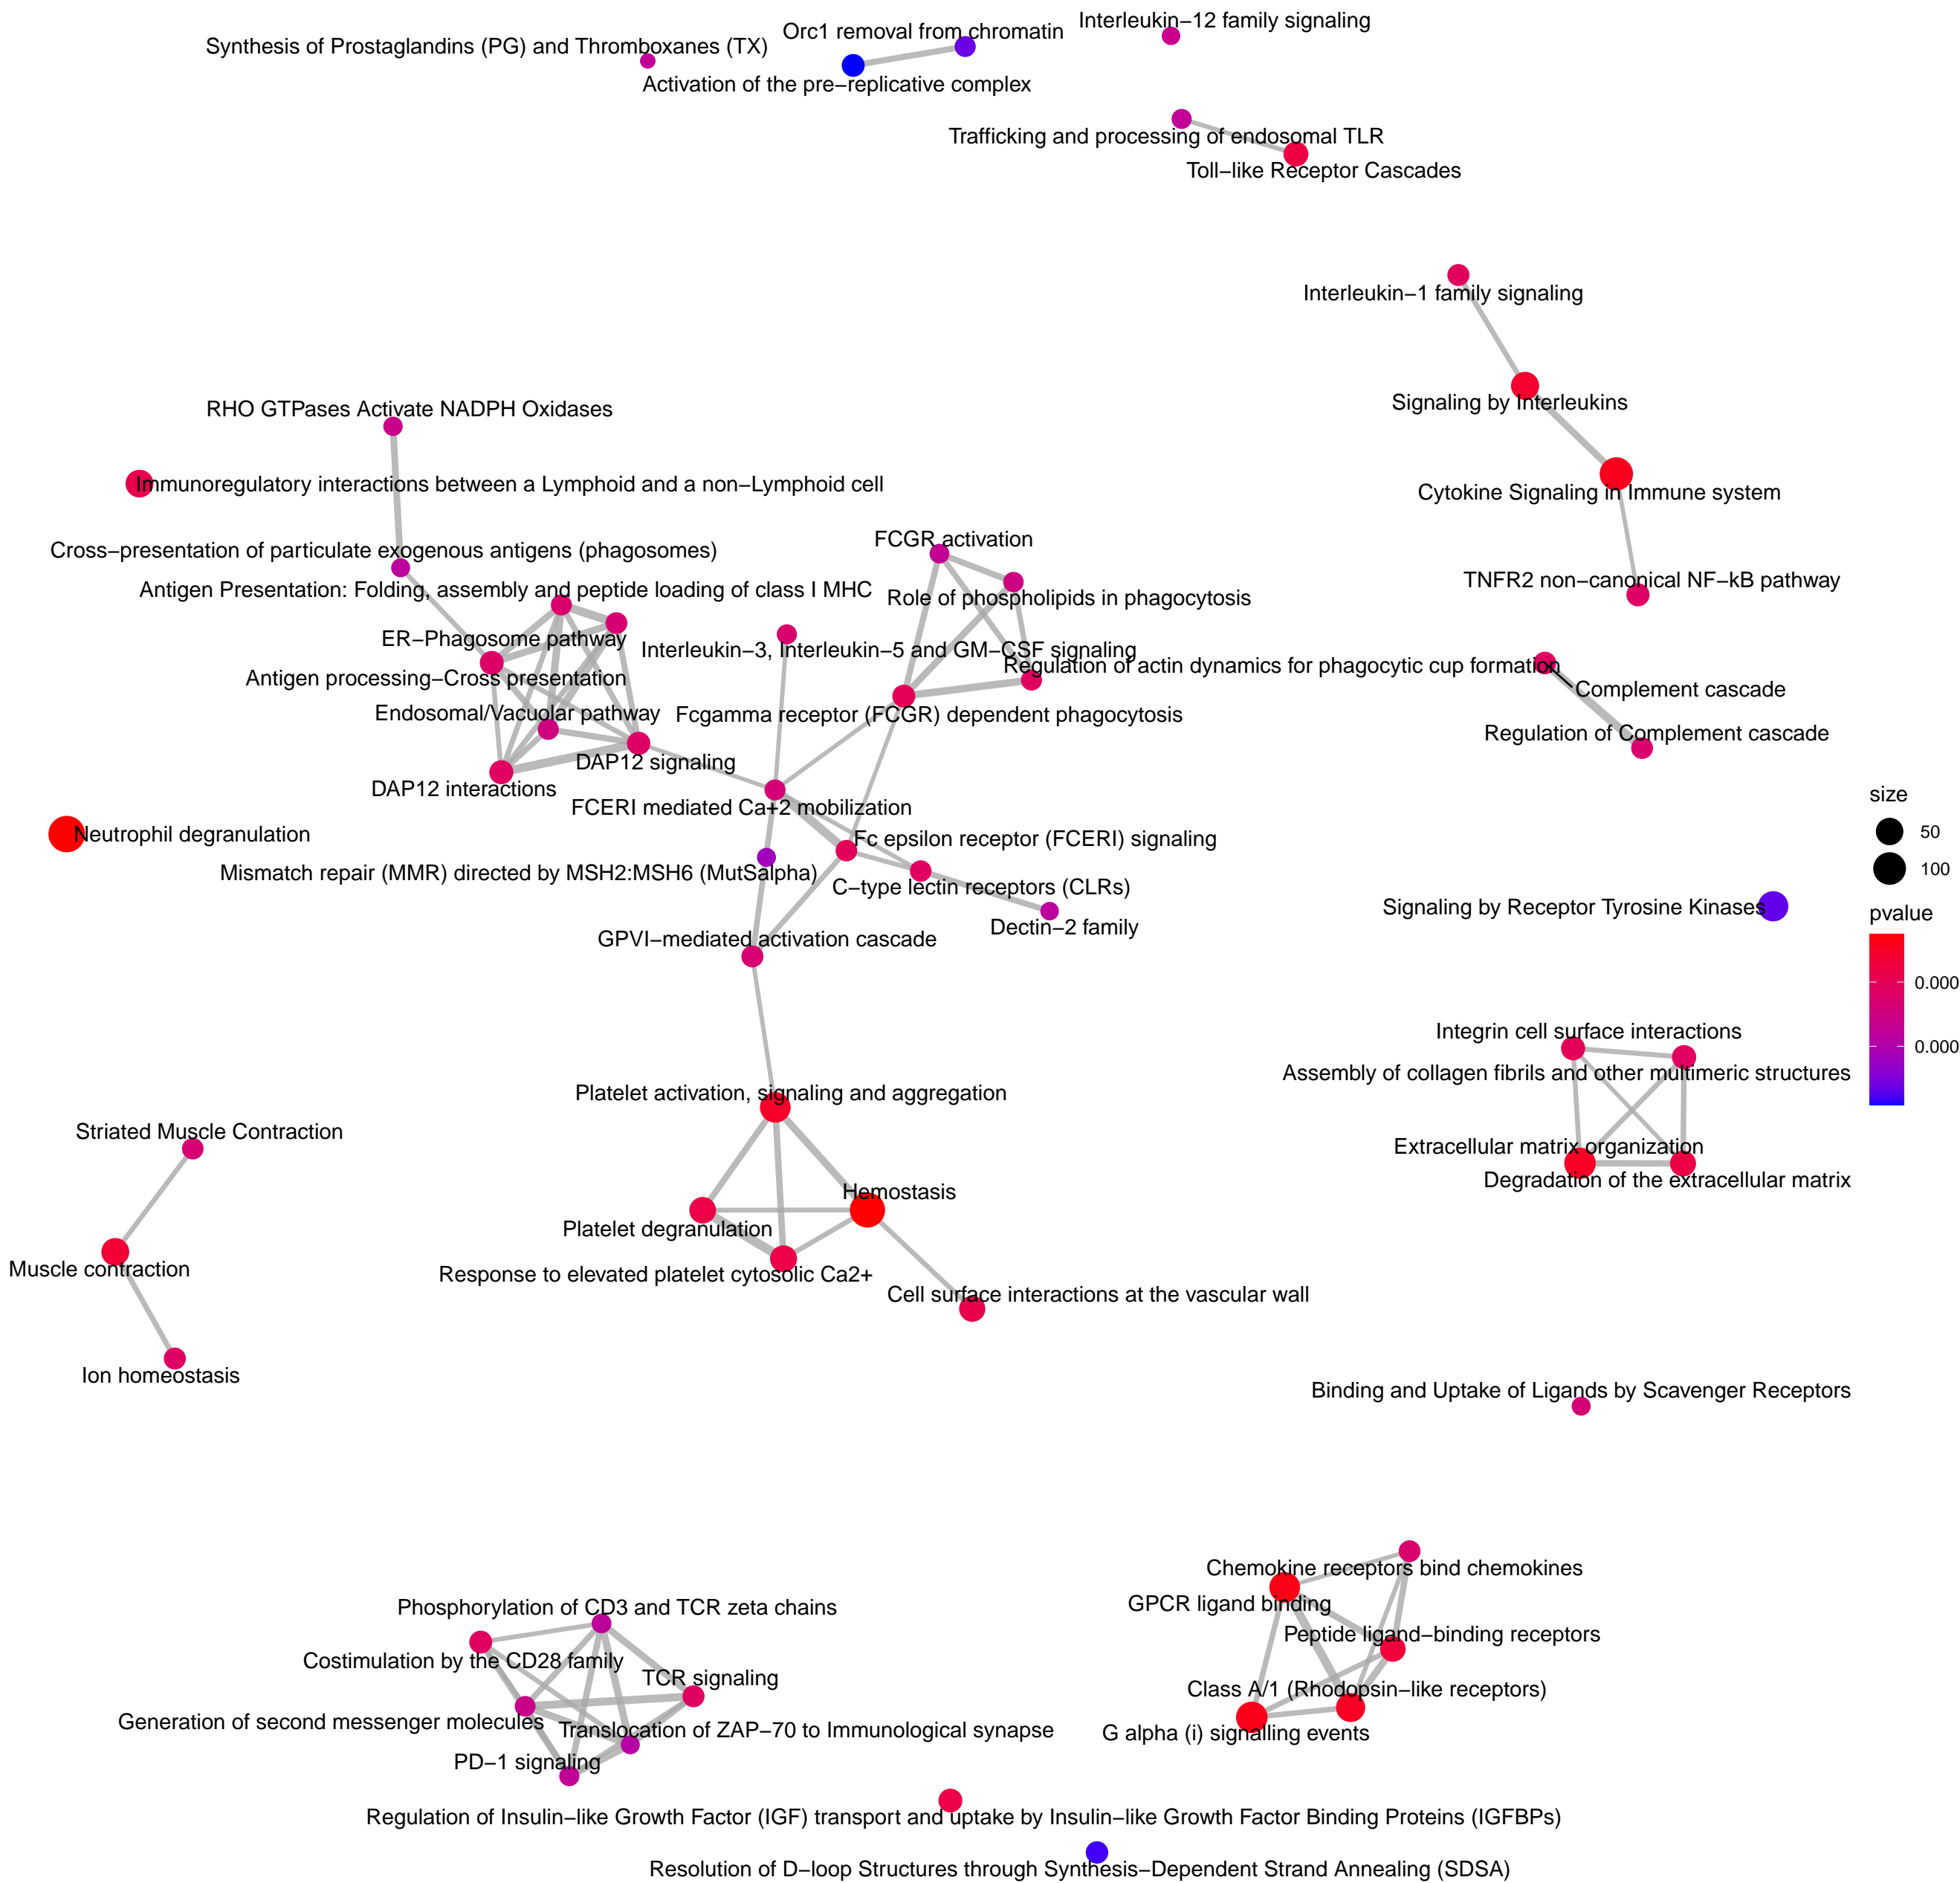 Interleukin−12 family signaling
Orc1 removal from chromatin
Synthesis of Prostaglandins (PG) and Thromboxanes (TX)
Activation of the pre−replicative complex
Trafficking and processing of endosomal TLR
Toll−like Receptor Cascades
Interleukin−1 family signaling
Signaling by Interleukins
RHO GTPases Activate NADPH Oxidases
Immunoregulatory interactions between a Lymphoid and a non−Lymphoid cell
Cytokine Signaling in Immune system
FCGR activation
Cross−presentation of particulate exogenous antigens (phagosomes)
TNFR2 non−canonical NF−kB pathway
Antigen Presentation: Folding, assembly and peptide loading of class I MHC
Role of phospholipids in phagocytosis
ER−Phagosome pathway
Interleukin−3, Interleukin−5 and GM−CSF signaling
Regulation of actin dynamics for phagocytic cup formation
Antigen processing−Cross presentation
Complement cascade
Endosomal/Vacuolar pathway
Fcgamma receptor (FCGR) dependent phagocytosis
Regulation of Complement cascade
DAP12 signaling
DAP12 interactions
size
FCERI mediated Ca+2 mobilization
50
Neutrophil degranulation
Fc epsilon receptor (FCERI) signaling
100
Mismatch repair (MMR) directed by MSH2:MSH6 (MutSalpha)
C−type lectin receptors (CLRs)
Signaling by Receptor Tyrosine Kinases
pvalue
Dectin−2 family
GPVI−mediated activation cascade
0.000
Integrin cell surface interactions
0.000
Assembly of collagen fibrils and other multimeric structures
Platelet activation, signaling and aggregation
Striated Muscle Contraction
Extracellular matrix organization
Degradation of the extracellular matrix
Hemostasis
Platelet degranulation
Muscle contraction
Response to elevated platelet cytosolic Ca2+
Cell surface interactions at the vascular wall
Ion homeostasis
Binding and Uptake of Ligands by Scavenger Receptors
Chemokine receptors bind chemokines
GPCR ligand binding
Phosphorylation of CD3 and TCR zeta chains
Peptide ligand−binding receptors
Costimulation by the CD28 family
TCR signaling
Class A/1 (Rhodopsin−like receptors)
Generation of second messenger molecules
Translocation of ZAP−70 to Immunological synapse
G alpha (i) signalling events
PD−1 signaling
Regulation of Insulin−like Growth Factor (IGF) transport and uptake by Insulin−like Growth Factor Binding Proteins (IGFBPs)
Resolution of D−loop Structures through Synthesis−Dependent Strand Annealing (SDSA)